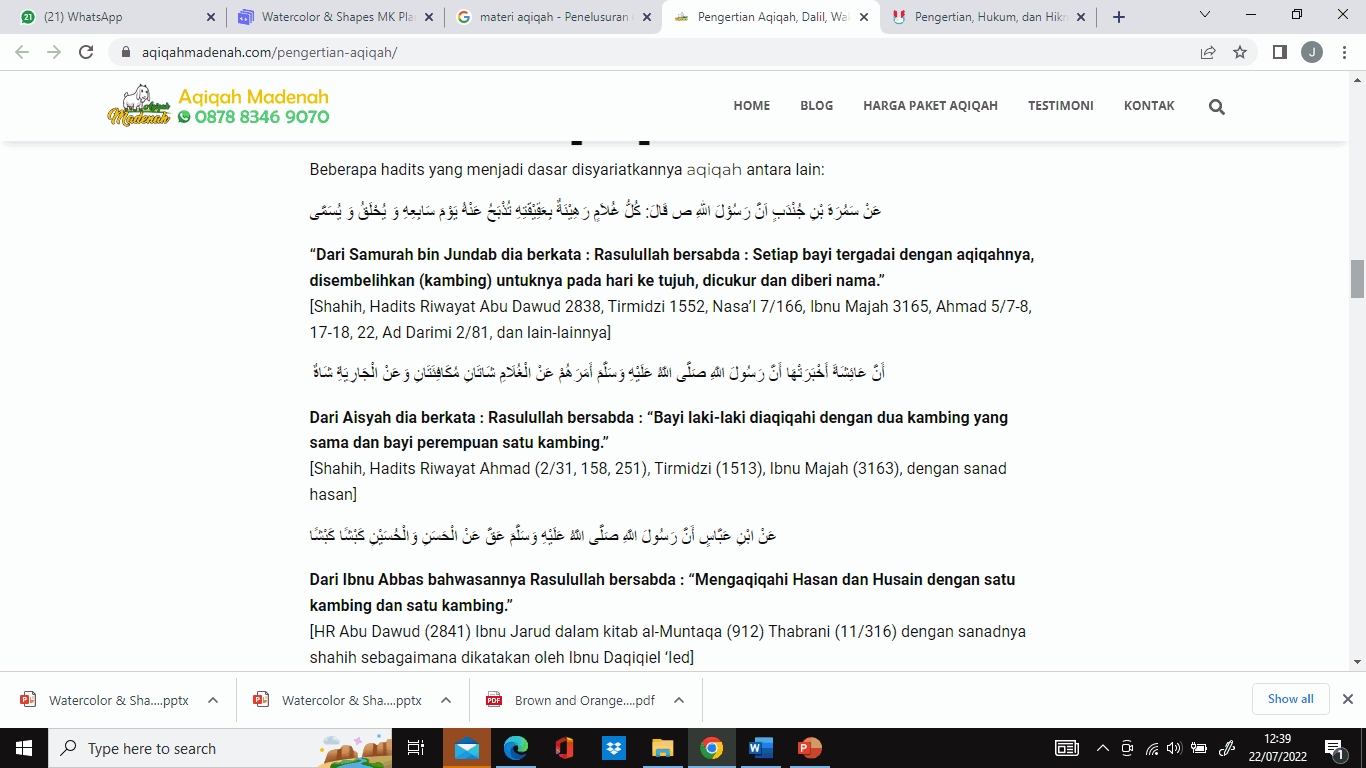 (21) WhatsApp
Watercolor & Shapes MK Pla
materi aqiqah - Penelusuran
Pengertian Aqiqah, Dalil, Wa
Pengertian, Hukum, dan Hik
aqiqahmadenah.com/pengertian-aqiqah/
J
Aqiqah Madenah
0878 8346 9070
HOME BLOG HARGA PAKET AQIQAH TESTIMONI KONTAK
Beberapa hadits yang menjadi dasar disyariatkannya aqiqah antara lain:
عَنْ سَمُرَةَ بْنِ جُنْدَبٍ اَنَّ رَسُوْلَ اللهِ ص قَالَ: كُلُّ غُلاَمٍ رَهِيْنَةٌ بِعَقِيْقَتِهِ تُذْبَحُ عَنْهُ يَوْمَ سَابِعِهِ وَ يُحْلَقُ وَ يُسَمَّى
“Dari Samurah bin Jundab dia berkata : Rasulullah bersabda : Setiap bayi tergadai dengan aqiqahnya,
disembelihkan (kambing) untuknya pada hari ke tujuh, dicukur dan diberi nama.”
[Shahih, Hadits Riwayat Abu Dawud 2838, Tirmidzi 1552, Nasa’I 7/166, Ibnu Majah 3165, Ahmad 5/7-8,
17-18, 22, Ad Darimi 2/81, dan lain-lainnya]
أَنَّ عَائِشَةَ أَخْبَرَتْهَا أَنَّ رَسُولَ اللَّهِ صَلَّى اللَّهُ عَلَيْهِ وَسَلَّمَ أَمَرَهُمْ عَنْ الْغُلَامِ شَاتَانِ مُكَافِئَتَانِ وَعَنْ الْجَارِيَةِ شَاةٌ
Dari Aisyah dia berkata : Rasulullah bersabda : “Bayi laki-laki diaqiqahi dengan dua kambing yang
sama dan bayi perempuan satu kambing.”
[Shahih, Hadits Riwayat Ahmad (2/31, 158, 251), Tirmidzi (1513), Ibnu Majah (3163), dengan sanad
hasan]
عَنْ ابْنِ عَبَّاسٍ أَنَّ رَسُولَ اللَّهِ صَلَّى اللَّهُ عَلَيْهِ وَسَلَّمَ عَقَّ عَنْ الْحَسَنِ وَالْحُسَيْنِ كَبْشًا كَبْشًا
Dari Ibnu Abbas bahwasannya Rasulullah bersabda : “Mengaqiqahi Hasan dan Husain dengan satu
kambing dan satu kambing.”
[HR Abu Dawud (2841) Ibnu Jarud dalam kitab al-Muntaqa (912) Thabrani (11/316) dengan sanadnya
shahih sebagaimana dikatakan oleh Ibnu Daqiqiel ‘Ied]
Watercolor & Sha....pptx
Watercolor & Sha....pptx
Brown and Orange....pdf
Show all
Type here to search
12:39
22/07/2022
1